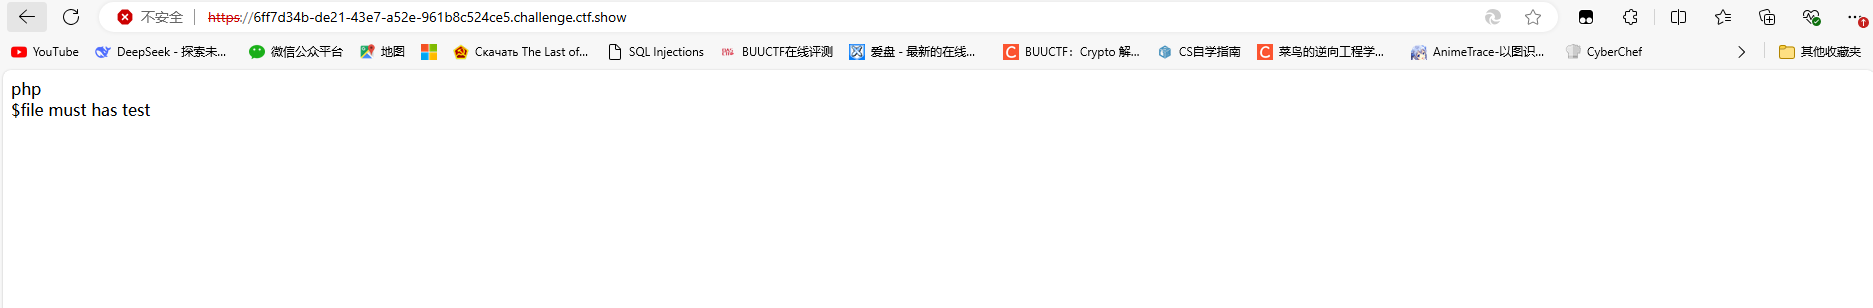 不安全 https://6ff7d34b-de21-43e7-a52e-961b8c524ce5.challenge.ctf.show
YouTube DeepSeek - 探索未... 微信公众平台 地图 Скачать The Last of... SQL Injections BUUCTF在线评测 爱盘 - 最新的在线... BUUCTF：Crypto 解... CS自学指南 菜鸟的逆向工程学... AnimeTrace-以图识... CyberChef 其他收藏夹
php
$file must has test